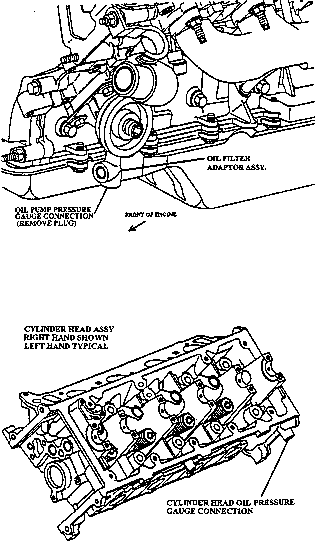 OIL FILTER
ADAPTOR ASSY.
OIL PUMP PRESSURE
GAUGE CONNECTION
(REMOVE PLUG)
FRONT OF ENGINE
CYLINDER HEAD ASSY
RIGHT HAND SHOWN
LEFT HAND TYPICAL
CYLINDER HEAD OIL PRESSURE
GAUGE CONNECTION